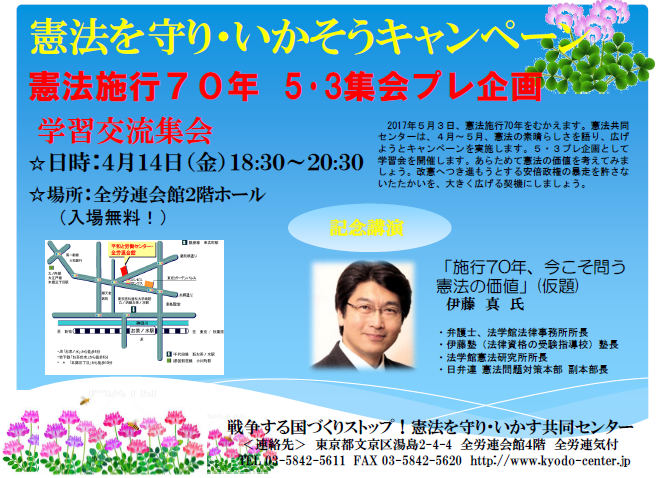 憲法を守り・いかそうキャンペーン
憲法施行７０年　５･３集会プレ企画
学習交流集会
☆日時：4月14日（金）18:30～20:30
☆場所：全労連会館2階ホール
（入場無料！）
2017年５月３日、憲法施行70年をむかえます。憲法共同
センターは、４月～５月、憲法の素晴らしさを語り、広げ
ようとキャンペーンを実施します。５・３プレ企画として
学習会を開催します。あらためて憲法の価値を考えてみま
しょう。改憲へつき進もうとする安倍政権の暴走を許さな
いたたかいを、大きく広げる契機にしましょう。
記念講演
「施行70年、今こそ問う
憲法の価値」(仮題)
伊藤　真　氏
・弁護士、法学館法律事務所所長
・伊藤塾（法律資格の受験指導校）塾長
・法学館憲法研究所所長
・日弁連 憲法問題対策本部 副本部長
平和と労働センター・
全労連会館
お茶ノ水駅
戦争する国づくりストップ！憲法を守り・いかす共同センター
＜連絡先＞　東京都文京区湯島2-4-4　全労連会館4階　全労連気付
TEL 03-5842-5611　FAX 03-5842-5620　http://www.kyodo-center.jp